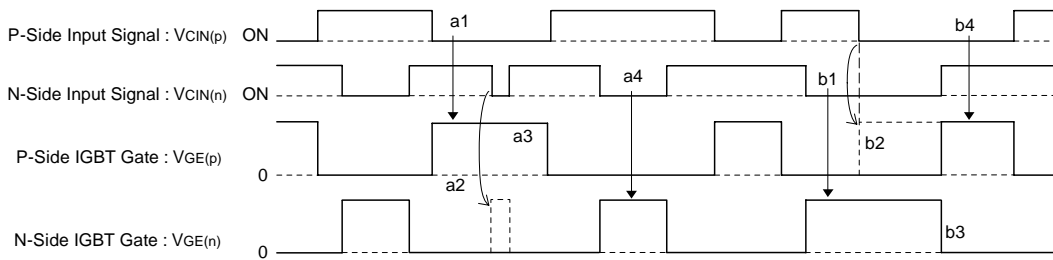 a1
b4
P-Side Input Signal : VCIN(p) ON
a4
b1
N-Side Input Signal : VCIN(n) ON
a3
b2
P-Side IGBT Gate : VGE(p)
0
a2
b3
N-Side IGBT Gate : VGE(n)
0